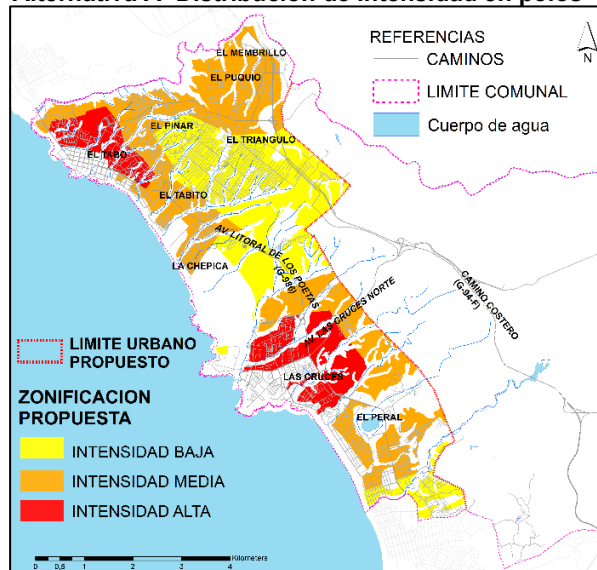 Alternativa A Distribución de intensidad en polos
EL MEMBRILLO
EL PUQUIO
EL PINAR
EL TRIANGULO
EL TABO
EL TABITO
LA CHEPICA
AV. LITORAL DE LOS POETAS
(G-986)
AV. LAS CRUCES NORTE
CAMINO COSTERO
(G-94-F)
LAS CRUCES
EL PERAL
REFERENCIAS
CAMINOS
LIMITE COMUNAL
Cuerpo de agua
N
LIMITE URBANO
PROPUESTO
ZONIFICACION
PROPUESTA
INTENSIDAD BAJA
INTENSIDAD MEDIA
INTENSIDAD ALTA
0 0,5 1 2 3 4
Kilometers